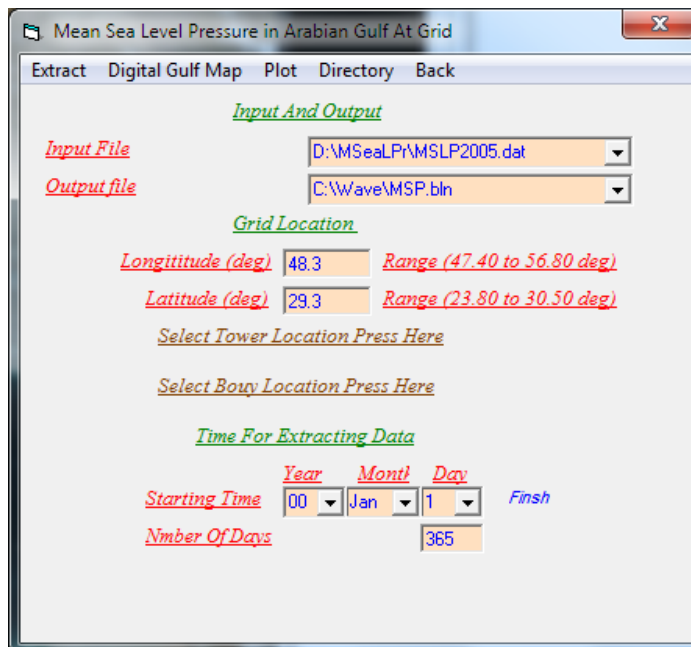 Mean Sea Level Pressure in Arabian Gulf At Grid
Extract Digital Gulf Map Plot Directory Back
Input And Output
Input File D:\MSeaLPr\MSLP2005.dat
Output file C:\Wave\MSP.bln
Grid Location
Longititude (deg) 48.3 Range (47.40 to 56.80 deg)
Latitude (deg) 29.3 Range (23.80 to 30.50 deg)
Select Tower Location Press Here
Select Bouy Location Press Here
Time For Extracting Data
Year Month Day
Starting Time 00 Jan 1 Finsh
Nmber Of Days 365